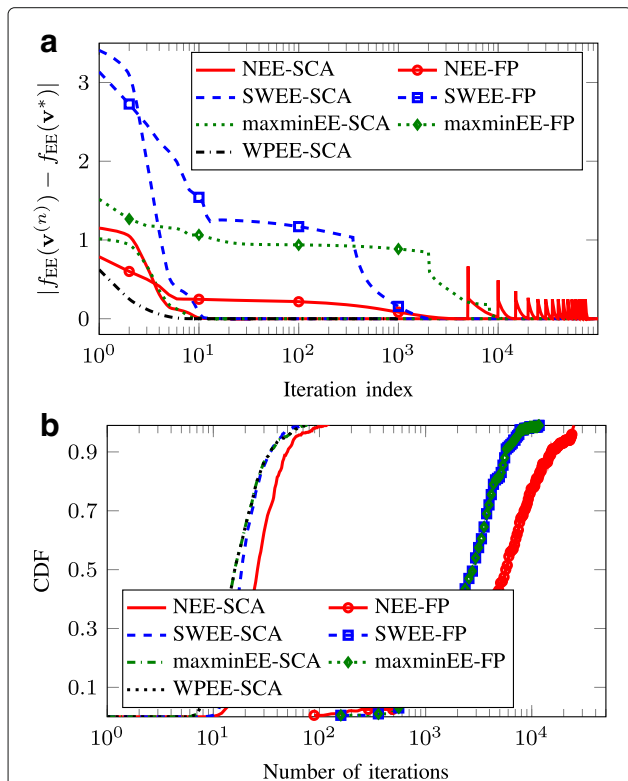 a
NEE-SCA
NEE-FP
SWEE-SCA
SWEE-FP
maxminEE-SCA
maxminEE-FP
WPEE-SCA
|f_EE(v^(n)) − f_EE(v*)|
3
2
1
0
10^0 10^1 10^2 10^3 10^4
Iteration index
b
CDF
0.9
0.7
0.5
0.3
0.1
NEE-SCA
NEE-FP
SWEE-SCA
SWEE-FP
maxminEE-SCA
maxminEE-FP
WPEE-SCA
10^0 10^1 10^2 10^3 10^4
Number of iterations